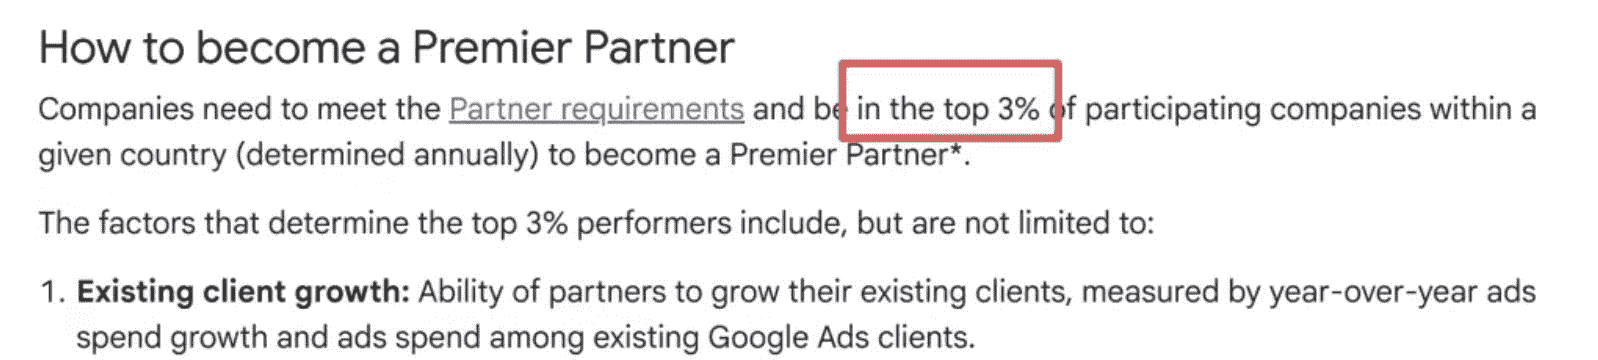 How to become a Premier Partner
Companies need to meet the Partner requirements and be in the top 3% of participating companies within a
given country (determined annually) to become a Premier Partner*.
The factors that determine the top 3% performers include, but are not limited to:
1. Existing client growth: Ability of partners to grow their existing clients, measured by year-over-year ads
spend growth and ads spend among existing Google Ads clients.